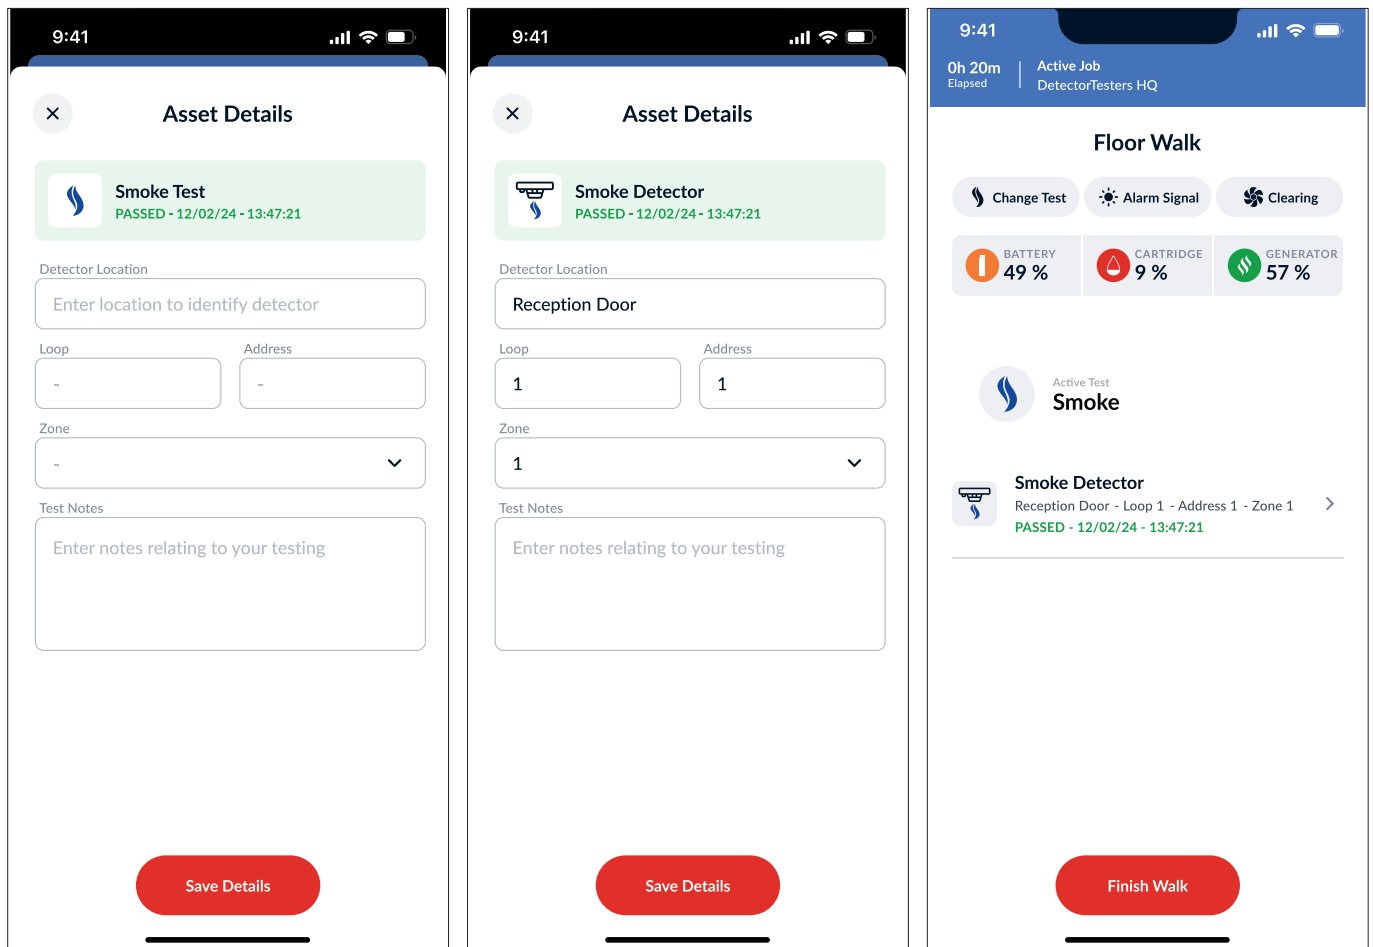 9:41
Asset Details
Smoke Test
PASSED - 12/02/24 - 13:47:21
Detector Location
Enter location to identify detector
Loop
Address
-
-
Zone
-
Test Notes
Enter notes relating to your testing
Save Details
9:41
Asset Details
Smoke Detector
PASSED - 12/02/24 - 13:47:21
Detector Location
Reception Door
Loop
Address
1
1
Zone
1
Test Notes
Enter notes relating to your testing
Save Details
9:41
0h 20m
Elapsed
Active Job
DetectorTesters HQ
Floor Walk
Change Test
Alarm Signal
Clearing
BATTERY
49 %
CARTRIDGE
9 %
GENERATOR
57 %
Active Test
Smoke
Smoke Detector
Reception Door - Loop 1 - Address 1 - Zone 1
PASSED - 12/02/24 - 13:47:21
Finish Walk